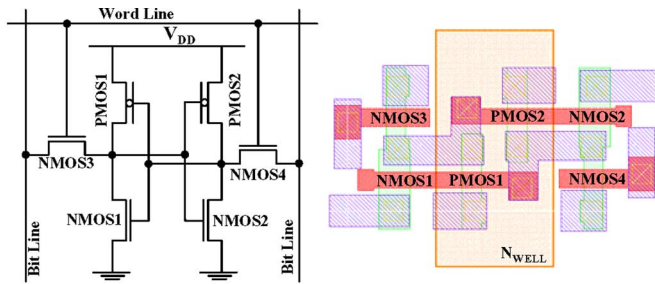 Word Line
V_DD
PMOS1
PMOS2
NMOS3
NMOS4
NMOS1
NMOS2
Bit Line
Bit Line
NMOS3
PMOS2
NMOS2
NMOS1
PMOS1
NMOS4
N_WELL